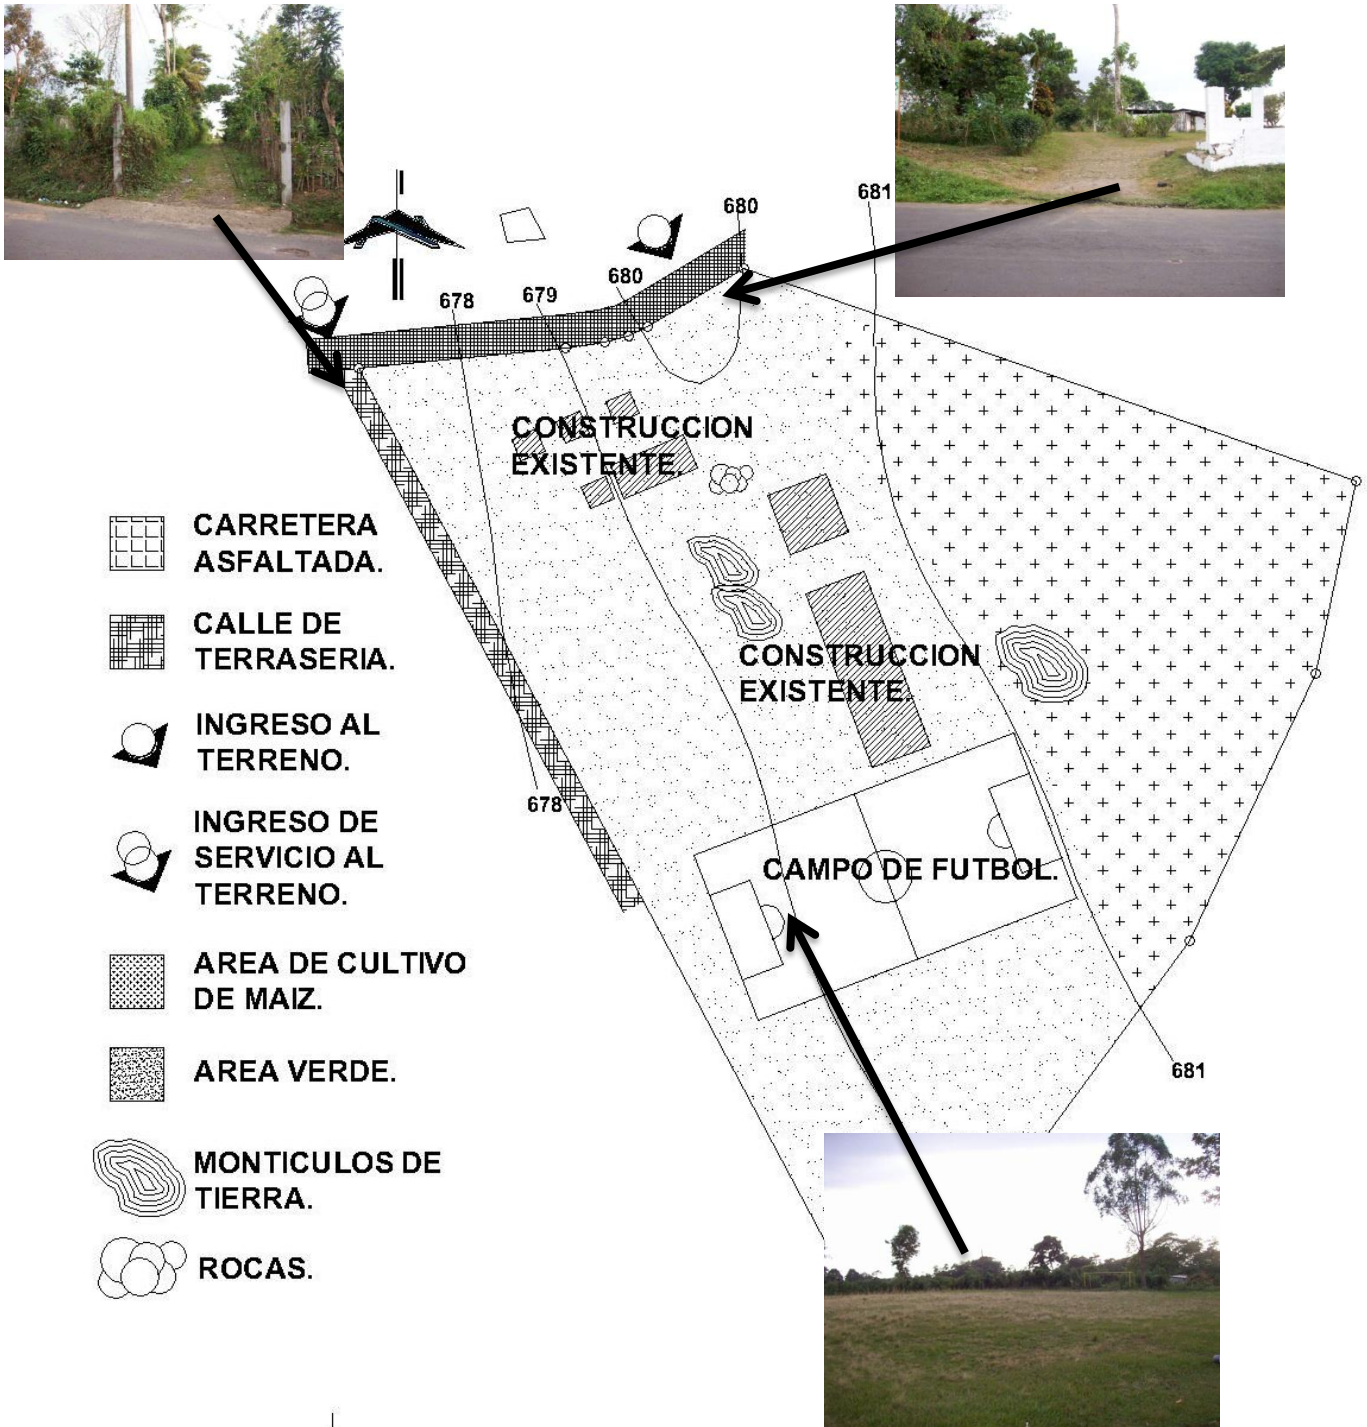 681
680
680
678
679
CONSTRUCCION
EXISTENTE.
CARRETERA
ASFALTADA.
CALLE DE
TERRASERIA.
CONSTRUCCION
EXISTENTE.
INGRESO AL
TERRENO.
678
INGRESO DE
SERVICIO AL
TERRENO.
CAMPO DE FUTBOL.
AREA DE CULTIVO
DE MAIZ.
AREA VERDE.
681
MONTICULOS DE
TIERRA.
ROCAS.